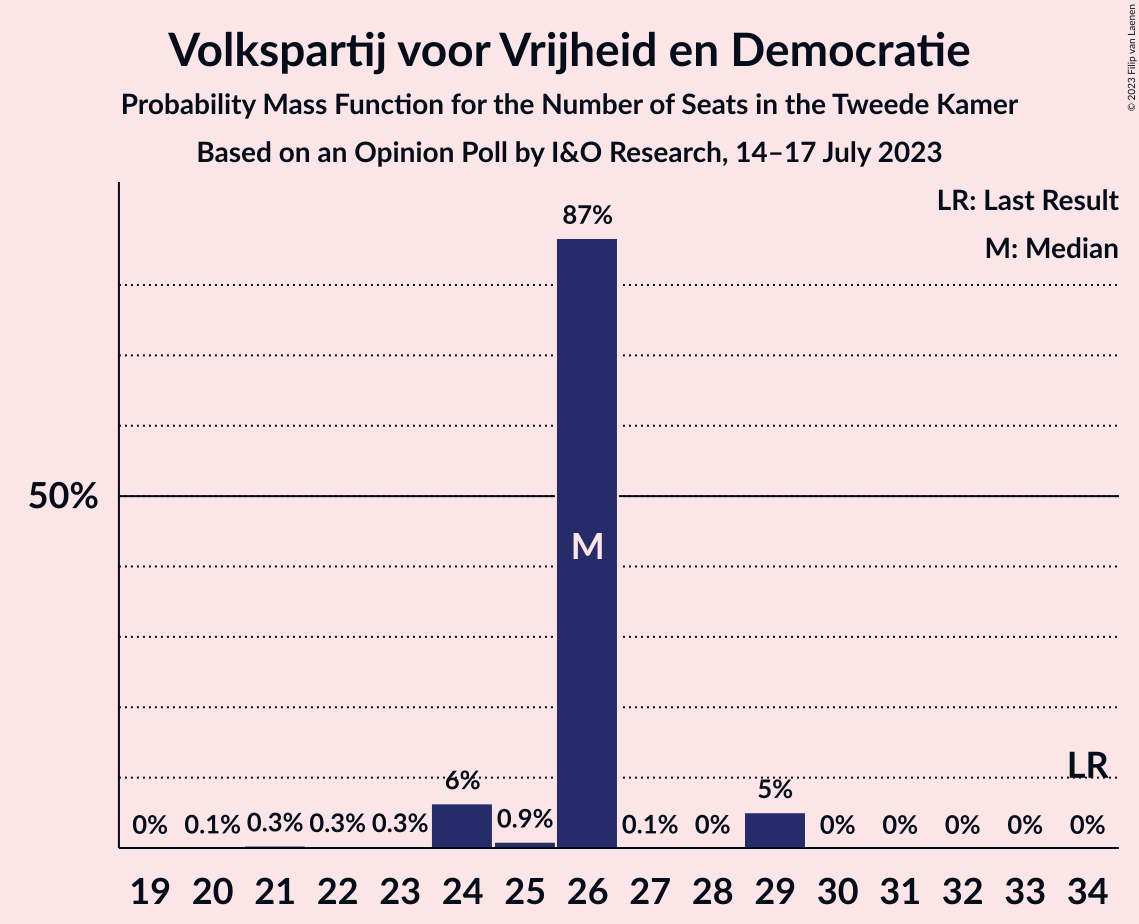 Volkspartij voor Vrijheid en Democratie
Probability Mass Function for the Number of Seats in the Tweede Kamer
Based on an Opinion Poll by I&O Research, 14–17 July 2023
© 2023 Filip van Laenen
LR: Last Result
M: Median
87%
50%
M
LR
0% 0.1% 0.3% 0.3% 0.3% 6% 0.9% 0.1% 0% 5% 0% 0% 0% 0% 0%
19 20 21 22 23 24 25 26 27 28 29 30 31 32 33 34